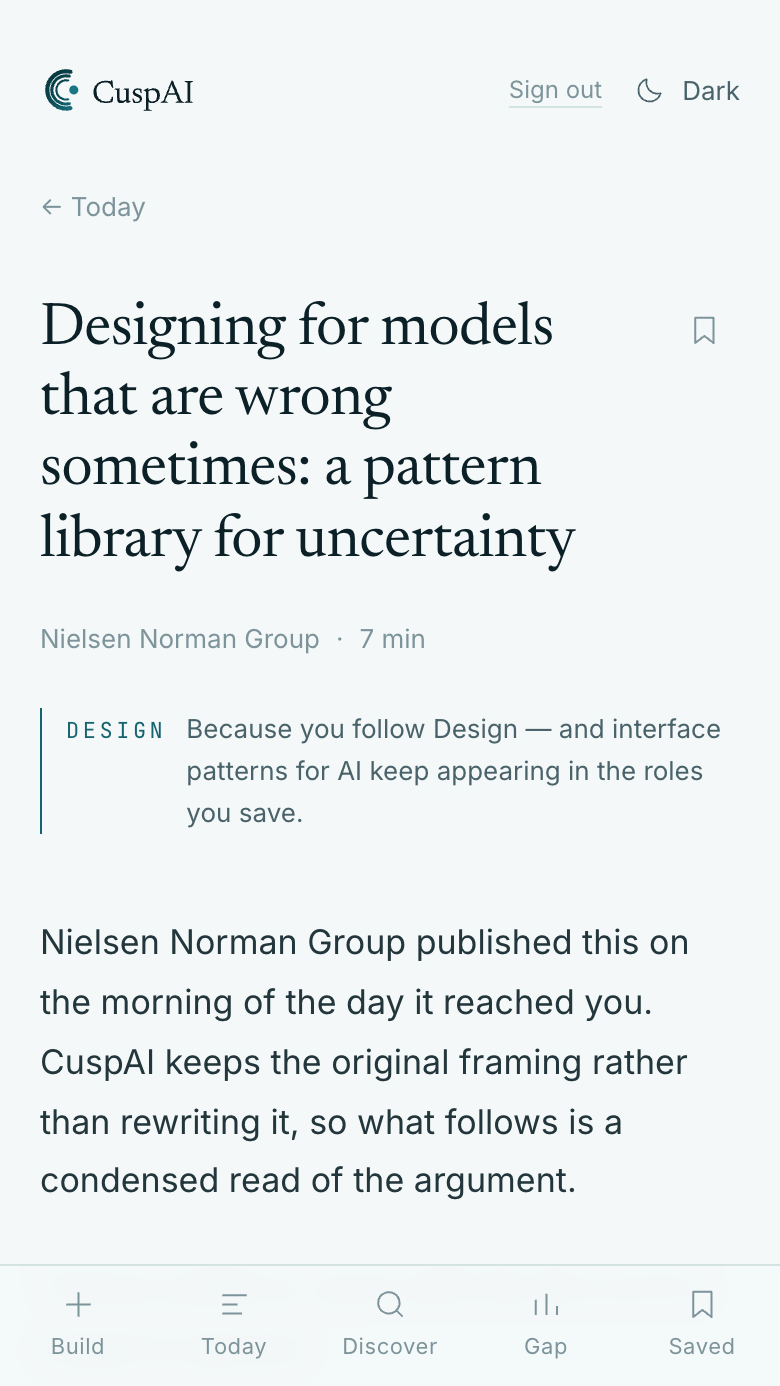 CuspAI
Sign out
Dark
← Today
Designing for models
that are wrong
sometimes: a pattern
library for uncertainty
Nielsen Norman Group · 7 min
DESIGN Because you follow Design — and interface
patterns for AI keep appearing in the roles
you save.
Nielsen Norman Group published this on
the morning of the day it reached you.
CuspAI keeps the original framing rather
than rewriting it, so what follows is a
condensed read of the argument.
Build
Today
Discover
Gap
Saved